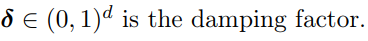 δ ∈ (0, 1)^d is the damping factor.